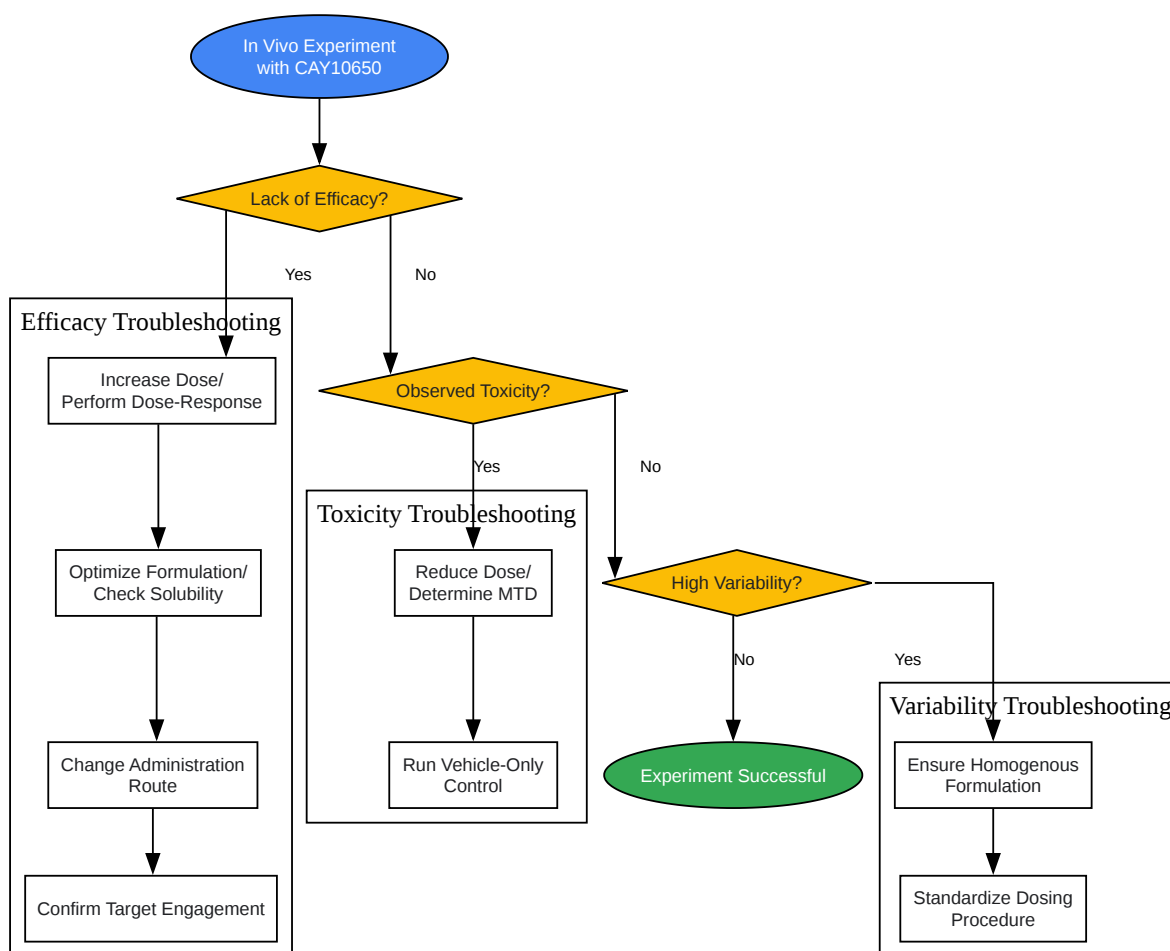 In Vivo Experiment
with CAY10650
Lack of Efficacy?
Yes
No
Efficacy Troubleshooting
Increase Dose/
Perform Dose-Response
Observed Toxicity?
Yes
No
Toxicity Troubleshooting
Optimize Formulation/
Check Solubility
Reduce Dose/
Determine MTD
High Variability?
No
Yes
Variability Troubleshooting
Change Administration
Route
Run Vehicle-Only
Control
Experiment Successful
Ensure Homogenous
Formulation
Confirm Target Engagement
Standardize Dosing
Procedure